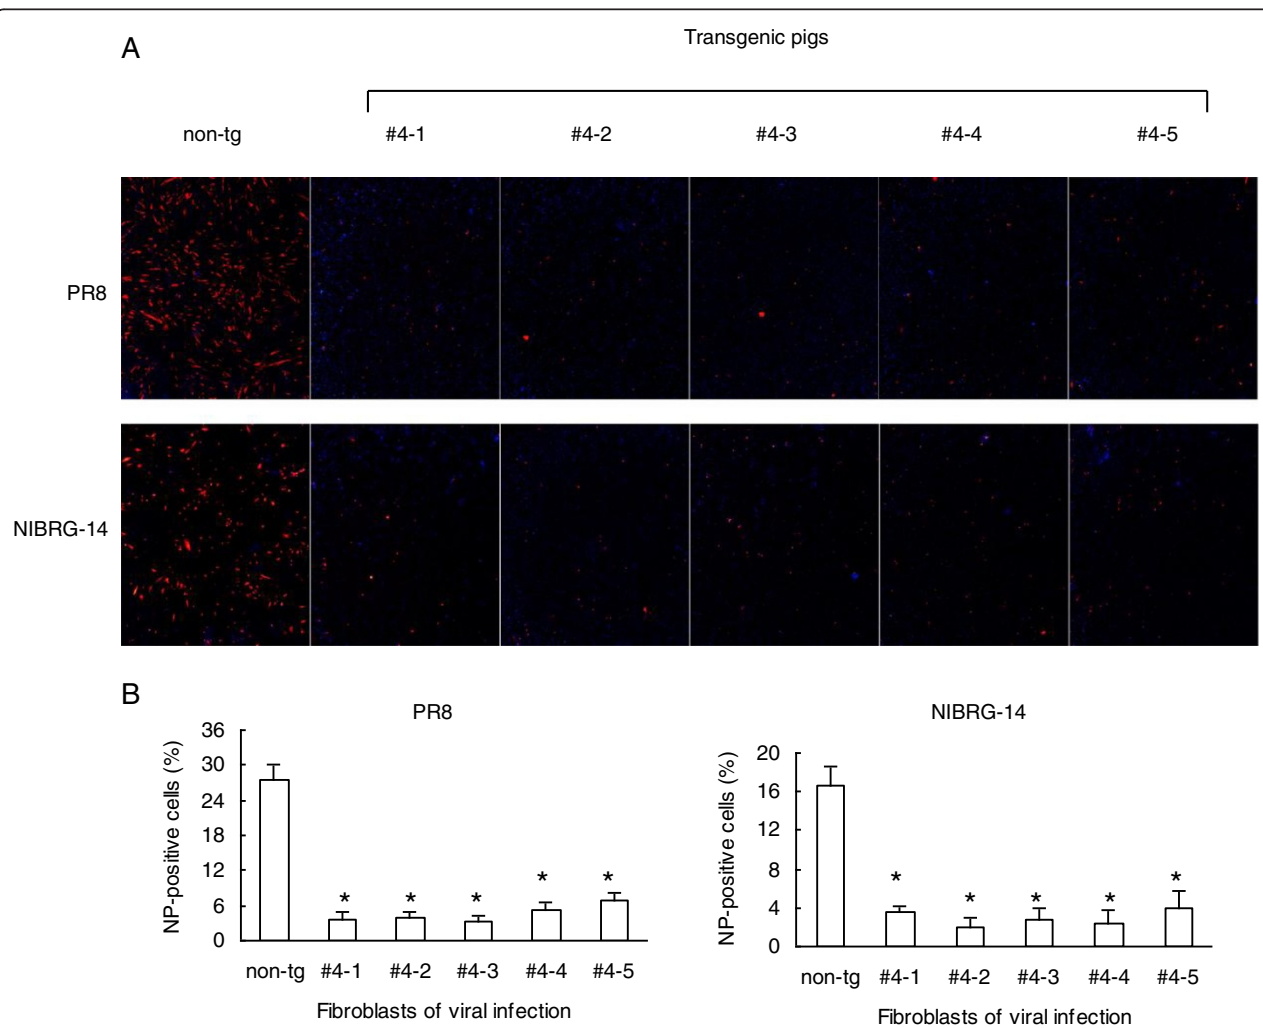 A
Transgenic pigs
non-tg #4-1 #4-2 #4-3 #4-4 #4-5
PR8
NIBRG-14
B
PR8
NP-positive cells (%)
36
30
24
18
12
6
0
* * * * *
non-tg #4-1 #4-2 #4-3 #4-4 #4-5
Fibroblasts of viral infection
NIBRG-14
NP-positive cells (%)
20
16
12
8
4
0
* * * * *
non-tg #4-1 #4-2 #4-3 #4-4 #4-5
Fibroblasts of viral infection